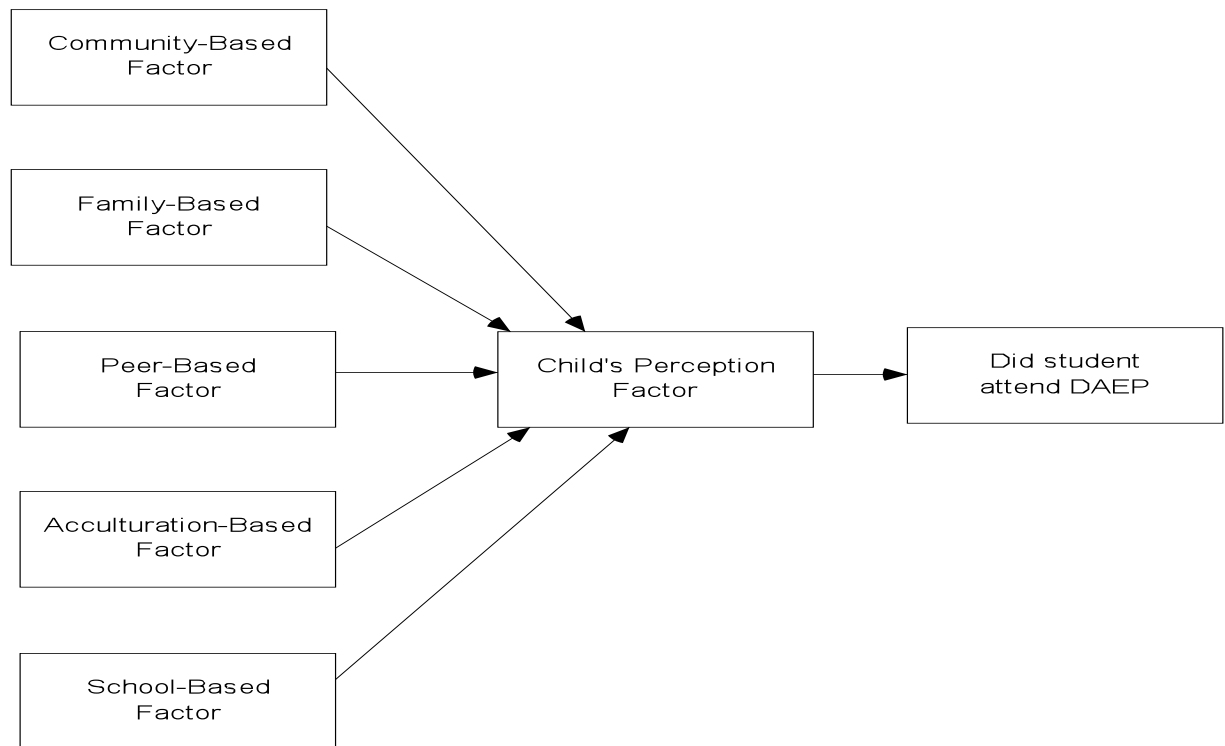 Community-Based
Factor
Family-Based
Factor
Peer-Based
Factor
Child's Perception
Factor
Did student
attend DAEP
Acculturation-Based
Factor
School-Based
Factor